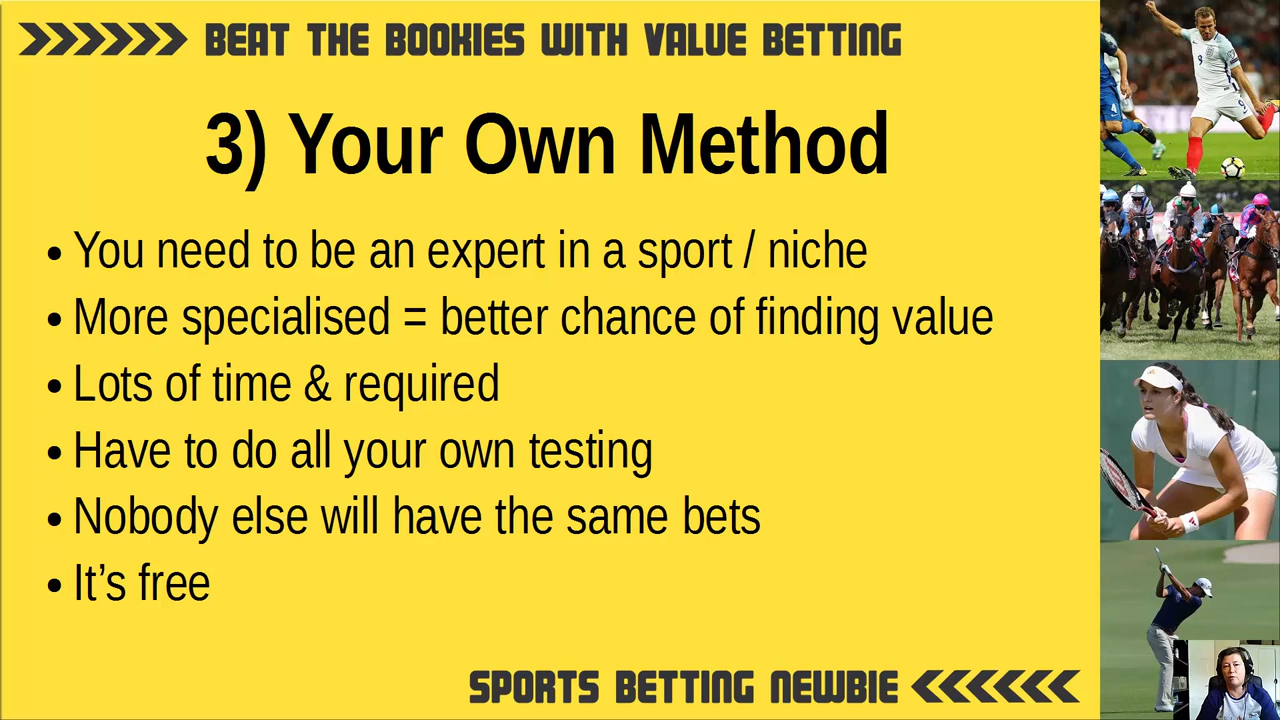 BEAT THE BOOKIES WITH VALUE BETTING
3) Your Own Method
• You need to be an expert in a sport / niche
• More specialised = better chance of finding value
• Lots of time & required
• Have to do all your own testing
• Nobody else will have the same bets
• It’s free
SPORTS BETTING NEWBIE